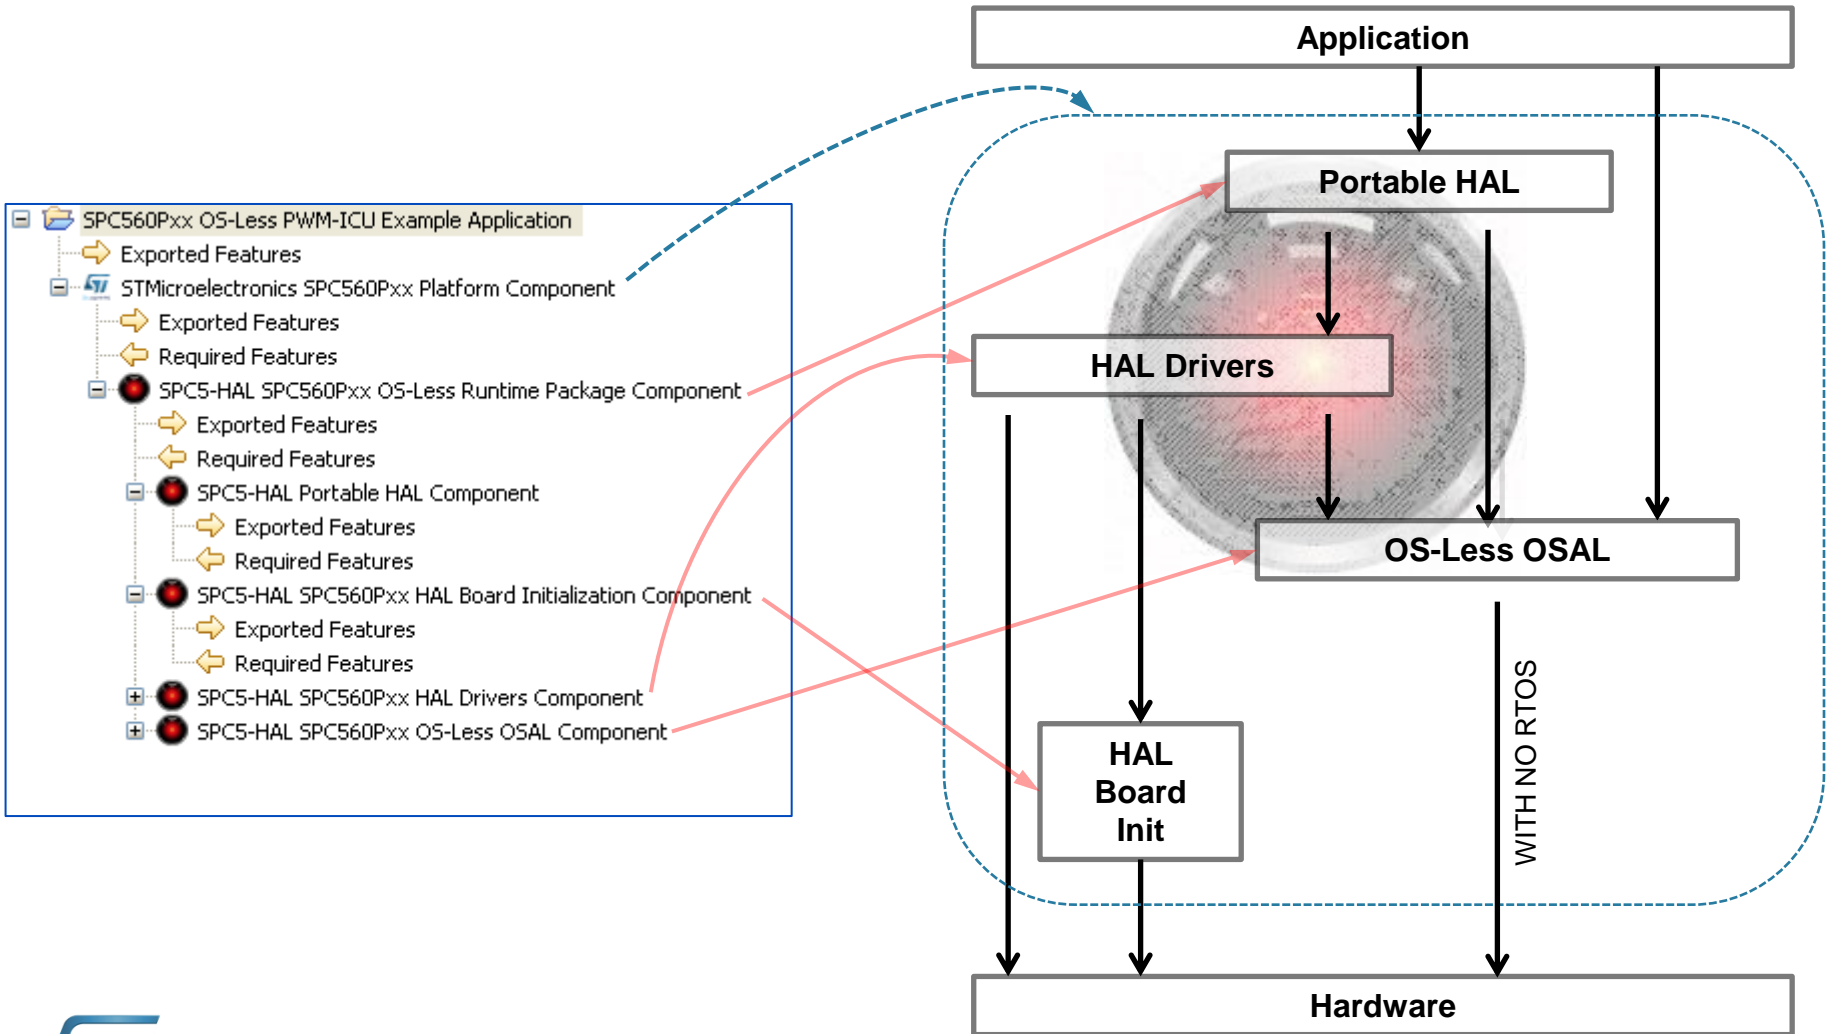 SPC560Pxx OS-Less PWM-ICU Example Application
Exported Features
STMicroelectronics SPC560Pxx Platform Component
Exported Features
Required Features
SPC5-HAL SPC560Pxx OS-Less Runtime Package Component
Exported Features
Required Features
SPC5-HAL Portable HAL Component
Exported Features
Required Features
SPC5-HAL SPC560Pxx HAL Board Initialization Component
Exported Features
Required Features
SPC5-HAL SPC560Pxx HAL Drivers Component
SPC5-HAL SPC560Pxx OS-Less OSAL Component
Application
Portable HAL
HAL Drivers
OS-Less OSAL
HAL
Board
Init
WITH NO RTOS
Hardware